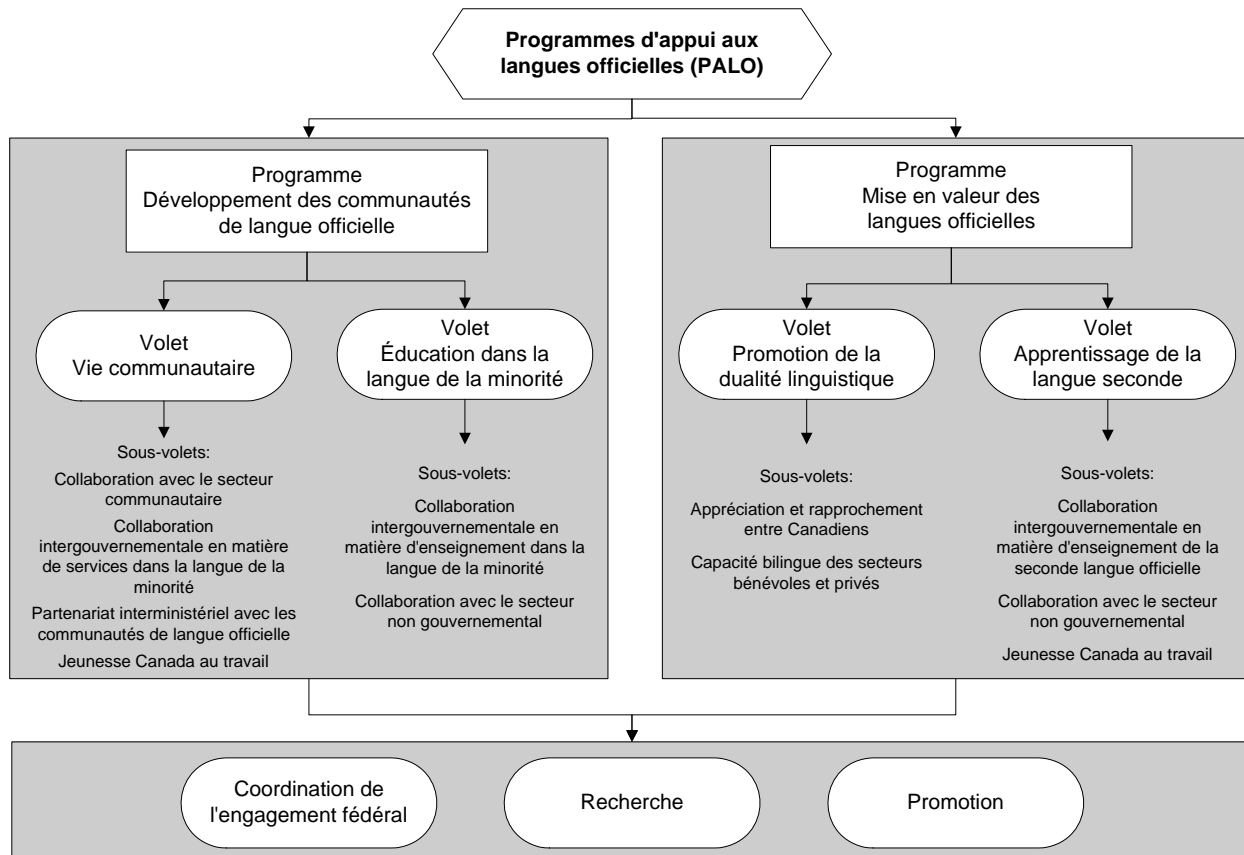 Programmes d'appui aux
langues officielles (PALO)
Programme
Développement des communautés
de langue officielle
Programme
Mise en valeur des
langues officielles
Volet
Vie communautaire
Volet
Éducation dans la
langue de la minorité
Volet
Promotion de la
dualité linguistique
Volet
Apprentissage de la
langue seconde
Sous-volets:
Collaboration avec le secteur
communautaire
Collaboration
intergouvernementale en matière
de services dans la langue de la
minorité
Partenariat interministériel avec les
communautés de langue officielle
Jeunesse Canada au travail
Sous-volets:
Collaboration
intergouvernementale en
matière d'enseignement dans la
langue de la minorité
Collaboration avec le secteur
non gouvernemental
Sous-volets:
Appréciation et rapprochement
entre Canadiens
Capacité bilingue des secteurs
bénévoles et privés
Sous-volets:
Collaboration
intergouvernementale en
matière d'enseignement de la
seconde langue officielle
Collaboration avec le secteur
non gouvernemental
Jeunesse Canada au travail
Coordination de
l'engagement fédéral
Recherche
Promotion